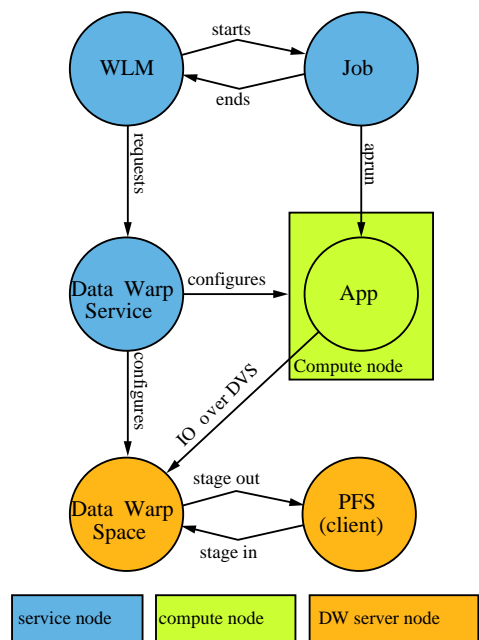 starts
WLM
Job
ends
requests
aprun
Data Warp
Service
configures
App
Compute node
configures
IO over DVS
Data Warp
Space
stage out
PFS
(client)
stage in
service node
compute node
DW server node